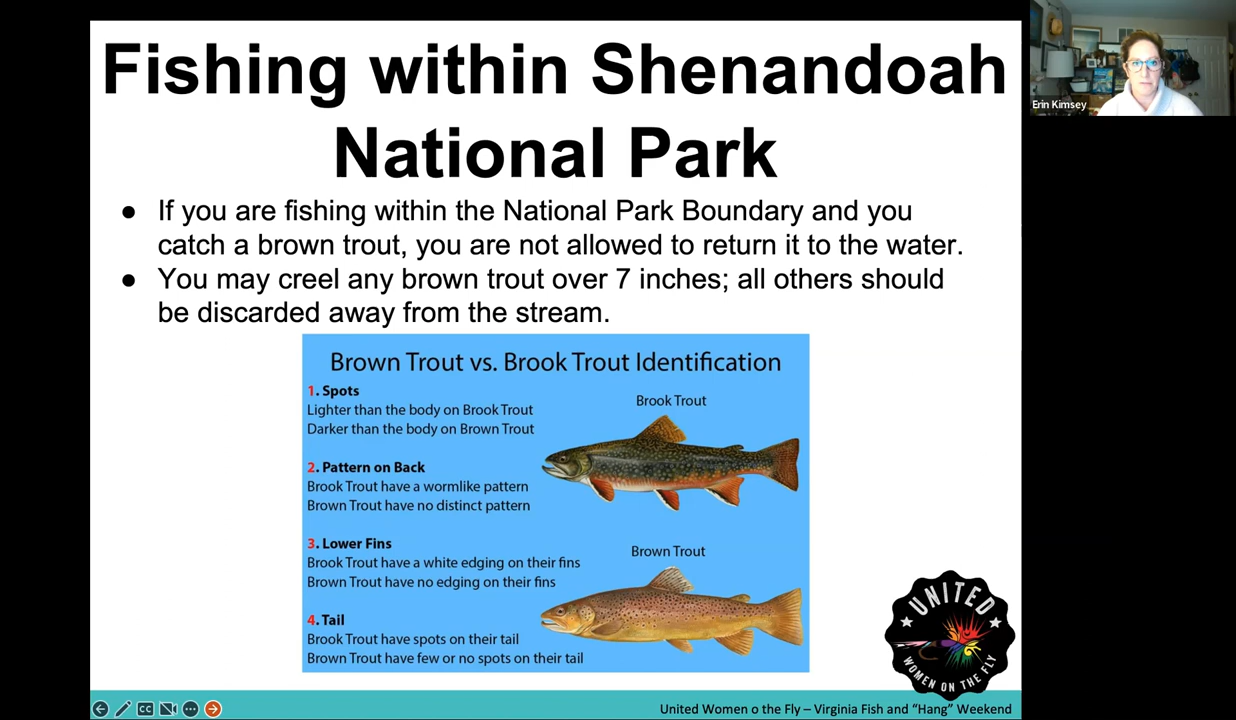 Fishing within Shenandoah
National Park
● If you are fishing within the National Park Boundary and you
catch a brown trout, you are not allowed to return it to the water.
● You may creel any brown trout over 7 inches; all others should
be discarded away from the stream.
Brown Trout vs. Brook Trout Identification
1. Spots
Lighter than the body on Brook Trout
Darker than the body on Brown Trout
2. Pattern on Back
Brook Trout have a wormlike pattern
Brown Trout have no distinct pattern
3. Lower Fins
Brook Trout have a white edging on their fins
Brown Trout have no edging on their fins
4. Tail
Brook Trout have spots on their tail
Brown Trout have few or no spots on their tail
Brook Trout
Brown Trout
UNITED
WOMEN ON THE FLY
CC
United Women o the Fly – Virginia Fish and “Hang” Weekend
Erin Kimsey